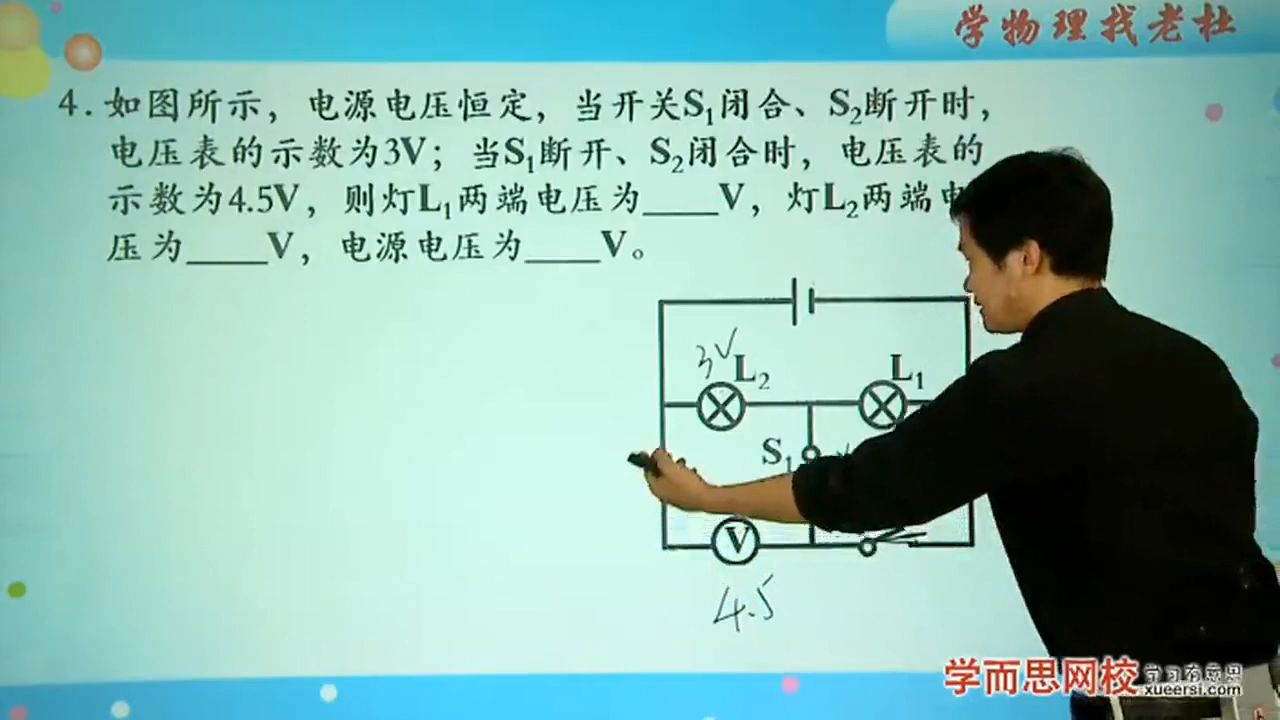 学物理找老杜
4. 如图所示，电源电压恒定，当开关S₁闭合、S₂断开时，
电压表的示数为3V；当S₁断开、S₂闭合时，电压表的
示数为4.5V，则灯L₁两端电压为____V，灯L₂两端电
压为____V，电源电压为____V。
3V
L₂
L₁
S₁
V
4.5
学而思网校 学习有意思
xueersi.com